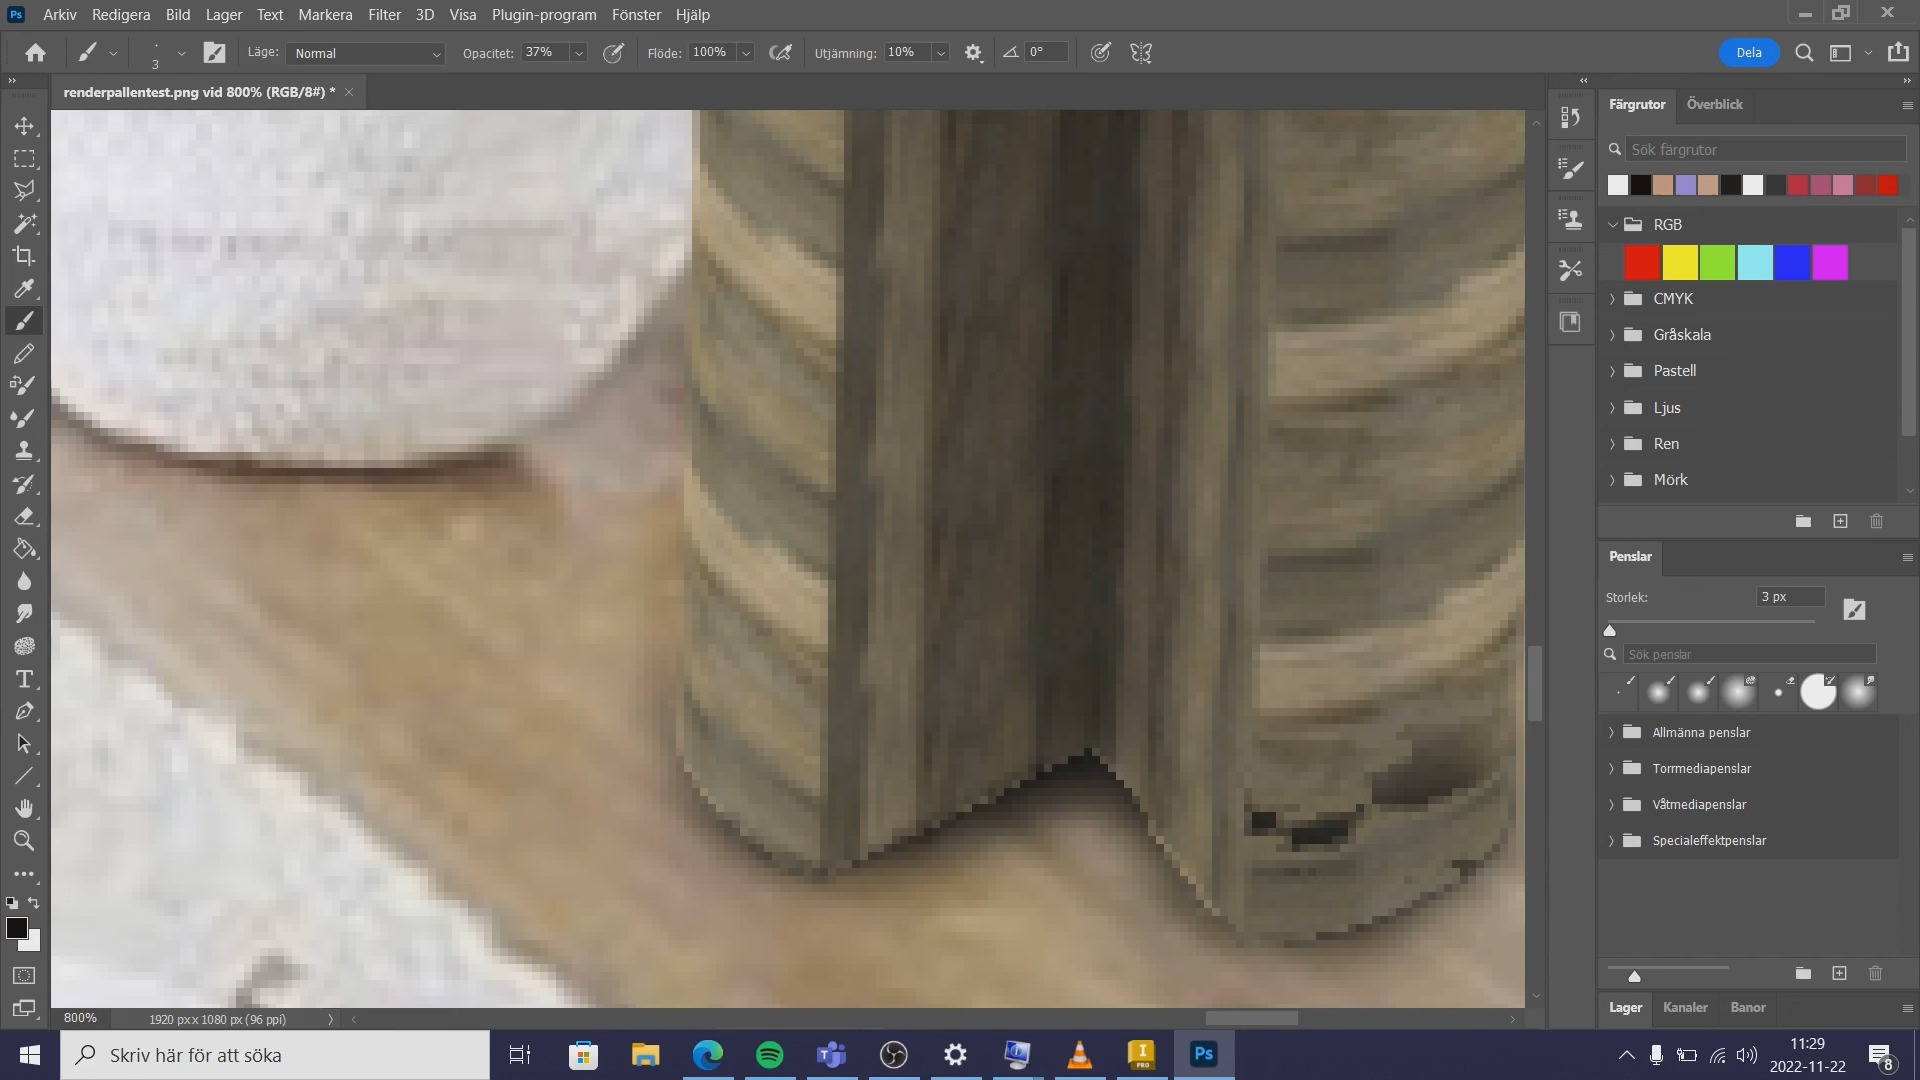 Ps Arkiv Redigera Bild Lager Text Markera Filter 3D Visa Plugin-program Fönster Hjälp
3 Läge: Normal Opacitet: 37% Flöde: 100% Utjämning: 10% 0° Dela
renderpallentest.png vid 800% (RGB/8#) *
Färgrutor Överblick
Sök färgrutor
RGB
CMYK
Gråskala
Pastell
Ljus
Ren
Mörk
Penslar
Storlek: 3 px
Sök penslar
Allmänna penslar
Torrmediapenslar
Våtmediapenslar
Specialeffektpenslar
Lager Kanaler Banor
800% 1920 px x 1080 px (96 ppi)
Skriv här för att söka
I PRO
Ps
11:29
2022-11-22
8